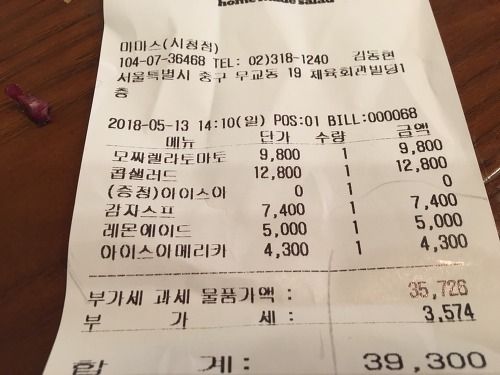 home made salad
미마스(시청점)
104-07-36468 TEL: 02)318-1240 김동현
서울특별시 중구 무교동 19 체육회관빌딩1
층
2018-05-13 14:10(일) POS:01 BILL:000068
메뉴 단가 수량 금액
모짜렐라토마토 9,800 1 9,800
콥샐러드 12,800 1 12,800
(증정)아이스아 0 1 0
감자스프 7,400 1 7,400
레몬에이드 5,000 1 5,000
아이스아메리카 4,300 1 4,300
부가세 과세 물품가액 : 35,726
부 가 세 : 3,574
합 계: 39,300